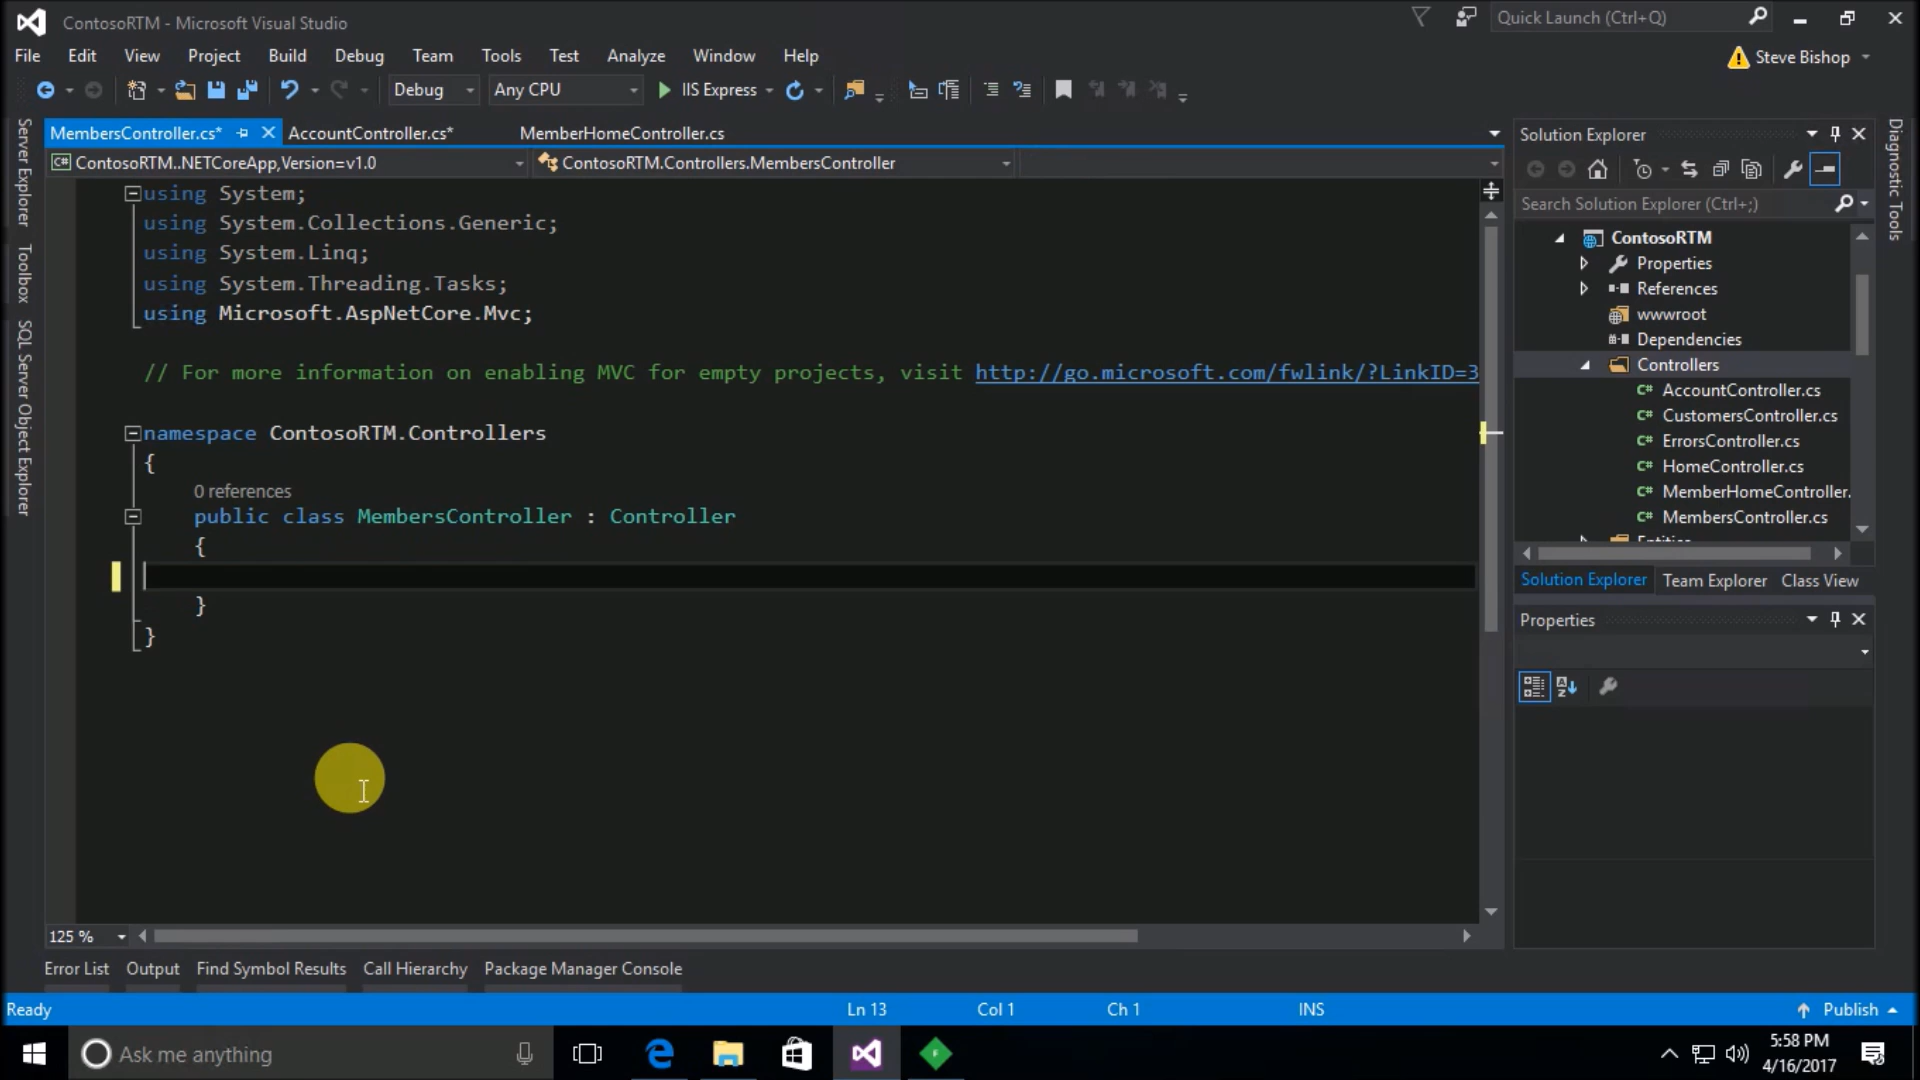 ContosoRTM - Microsoft Visual Studio
Quick Launch (Ctrl+Q)
File Edit View Project Build Debug Team Tools Test Analyze Window Help
Steve Bishop
Debug Any CPU IIS Express
MembersController.cs* AccountController.cs* MemberHomeController.cs
C# ContosoRTM..NETCoreApp,Version=v1.0 ContosoRTM.Controllers.MembersController
Server Explorer
Toolbox
SQL Server Object Explorer
using System;
using System.Collections.Generic;
using System.Linq;
using System.Threading.Tasks;
using Microsoft.AspNetCore.Mvc;
// For more information on enabling MVC for empty projects, visit http://go.microsoft.com/fwlink/?LinkID=3
namespace ContosoRTM.Controllers
{
0 references
public class MembersController : Controller
{
}
}
125 %
Solution Explorer
Search Solution Explorer (Ctrl+;)
ContosoRTM
Properties
References
wwwroot
Dependencies
Controllers
C# AccountController.cs
C# CustomersController.cs
C# ErrorsController.cs
C# HomeController.cs
C# MemberHomeController.
C# MembersController.cs
Solution Explorer Team Explorer Class View
Properties
Diagnostic Tools
Error List Output Find Symbol Results Call Hierarchy Package Manager Console
Ready Ln 13 Col 1 Ch 1 INS Publish
Ask me anything
5:58 PM
4/16/2017